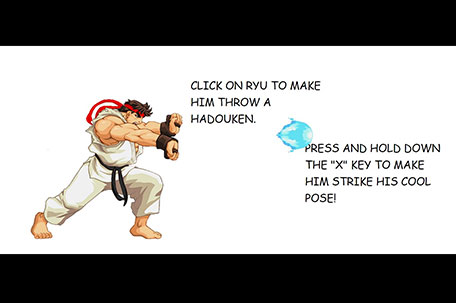 CLICK ON RYU TO MAKE
HIM THROW A
HADOUKEN.
PRESS AND HOLD DOWN
THE "X" KEY TO MAKE
HIM STRIKE HIS COOL
POSE!